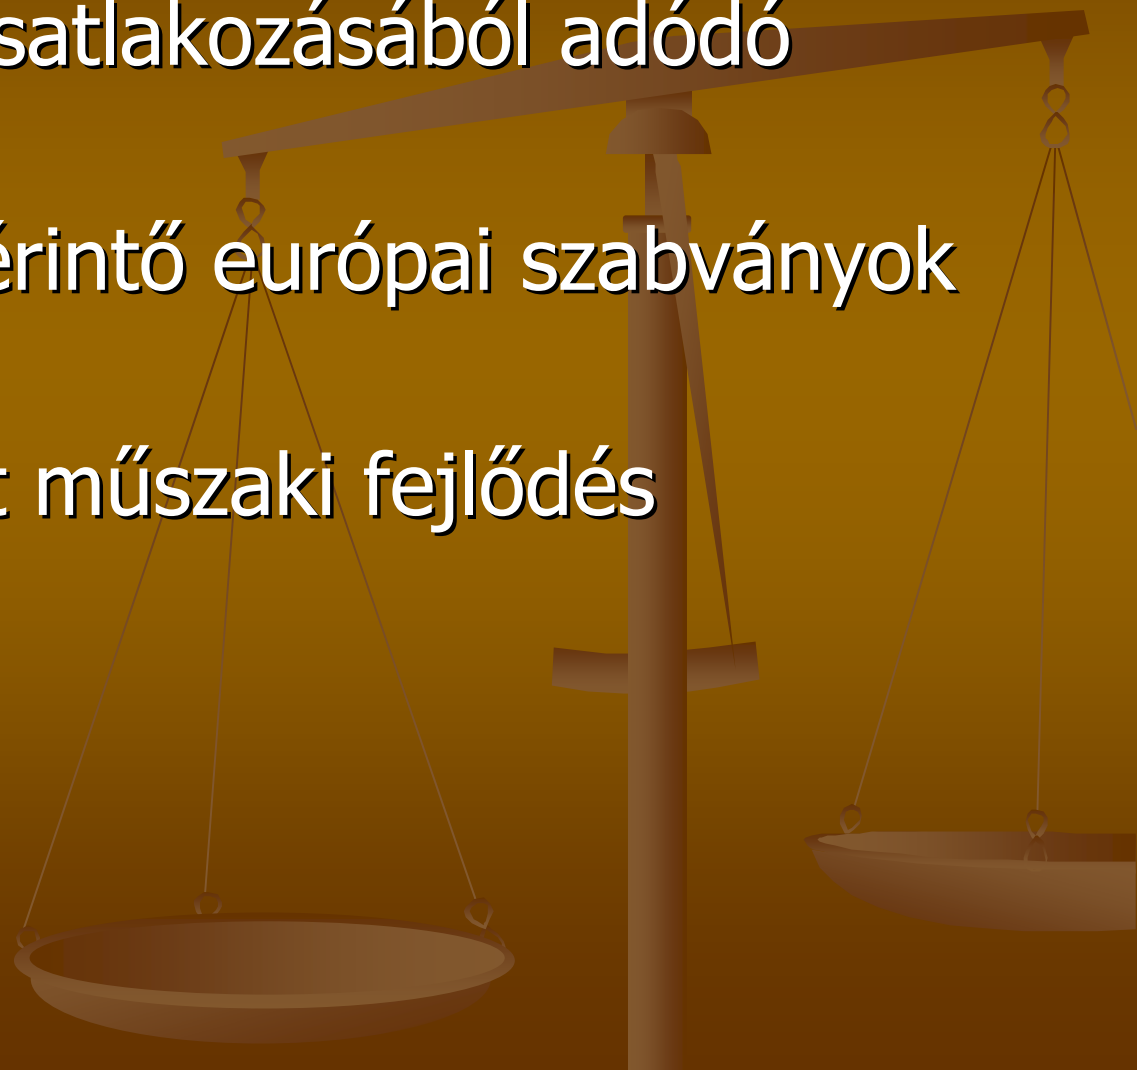 satlakozásából adódó
érintő európai szabványok
t műszaki fejlődés